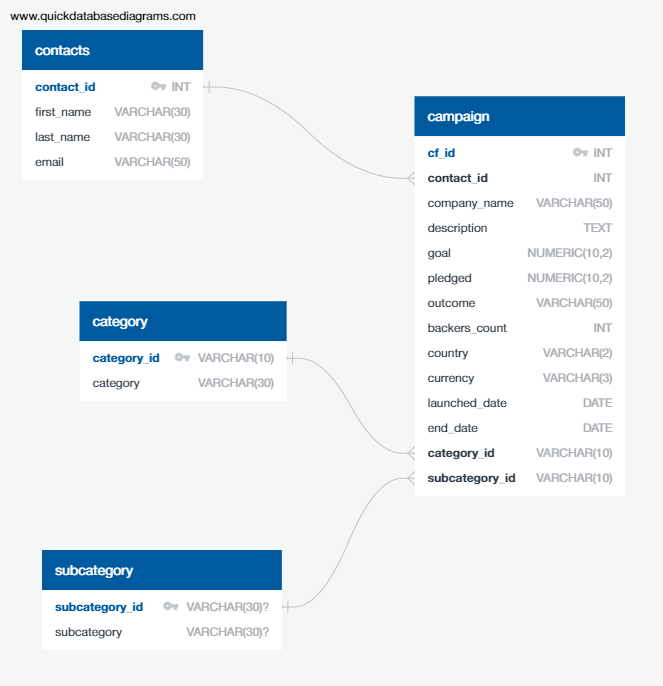 www.quickdatabasediagrams.com
contacts
contact_id INT
first_name VARCHAR(30)
last_name VARCHAR(30)
email VARCHAR(50)
campaign
cf_id INT
contact_id INT
company_name VARCHAR(50)
description TEXT
goal NUMERIC(10,2)
pledged NUMERIC(10,2)
outcome VARCHAR(50)
backers_count INT
country VARCHAR(2)
currency VARCHAR(3)
launched_date DATE
end_date DATE
category_id VARCHAR(10)
subcategory_id VARCHAR(10)
category
category_id VARCHAR(10)
category VARCHAR(30)
subcategory
subcategory_id VARCHAR(30)?
subcategory VARCHAR(30)?